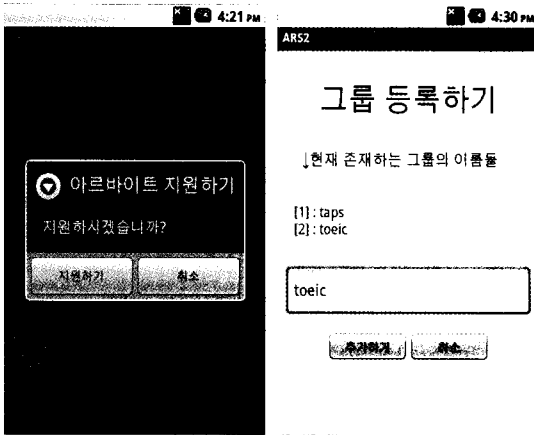 4:21 PM
아르바이트 지원하기
지원하시겠습니까?
지원하기
취소
4:30 PM
ARS2
그룹 등록하기
↓현재 존재하는 그룹의 이름들
[1] : taps
[2] : toeic
toeic
추가하기
취소